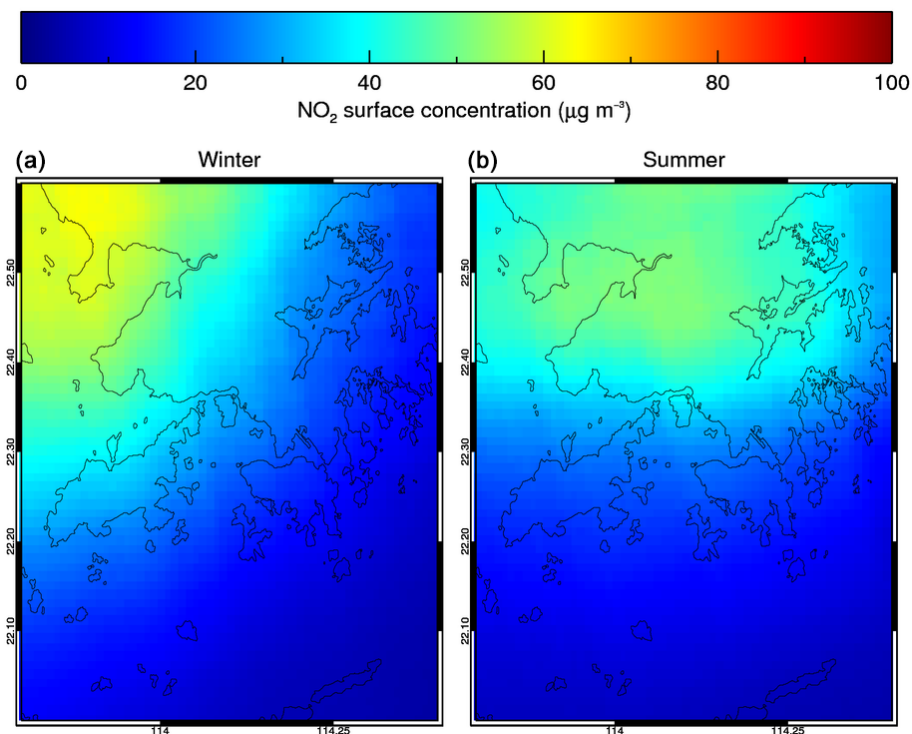 0 20 40 60 80 100
NO₂ surface concentration (μg m⁻³)
(a) Winter
(b) Summer
22.50 22.50
22.40 22.40
22.30 22.30
22.20 22.20
22.10 22.10
114 114.25 114 114.25